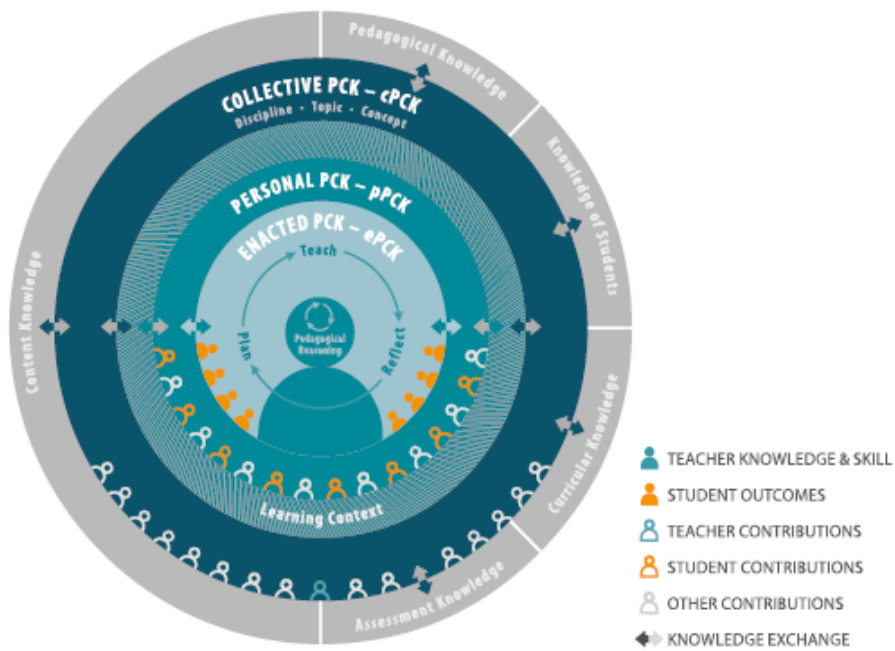 Pedagogical Knowledge
COLLECTIVE PCK – cPCK
Discipline - Topic - Concept
Knowledge of Students
PERSONAL PCK – pPCK
ENACTED PCK – ePCK
Teach
Content Knowledge
Plan
Pedagogical
Reasoning
Reflect
Curricular Knowledge
Learning Context
Assessment Knowledge
TEACHER KNOWLEDGE & SKILL
STUDENT OUTCOMES
TEACHER CONTRIBUTIONS
STUDENT CONTRIBUTIONS
OTHER CONTRIBUTIONS
KNOWLEDGE EXCHANGE